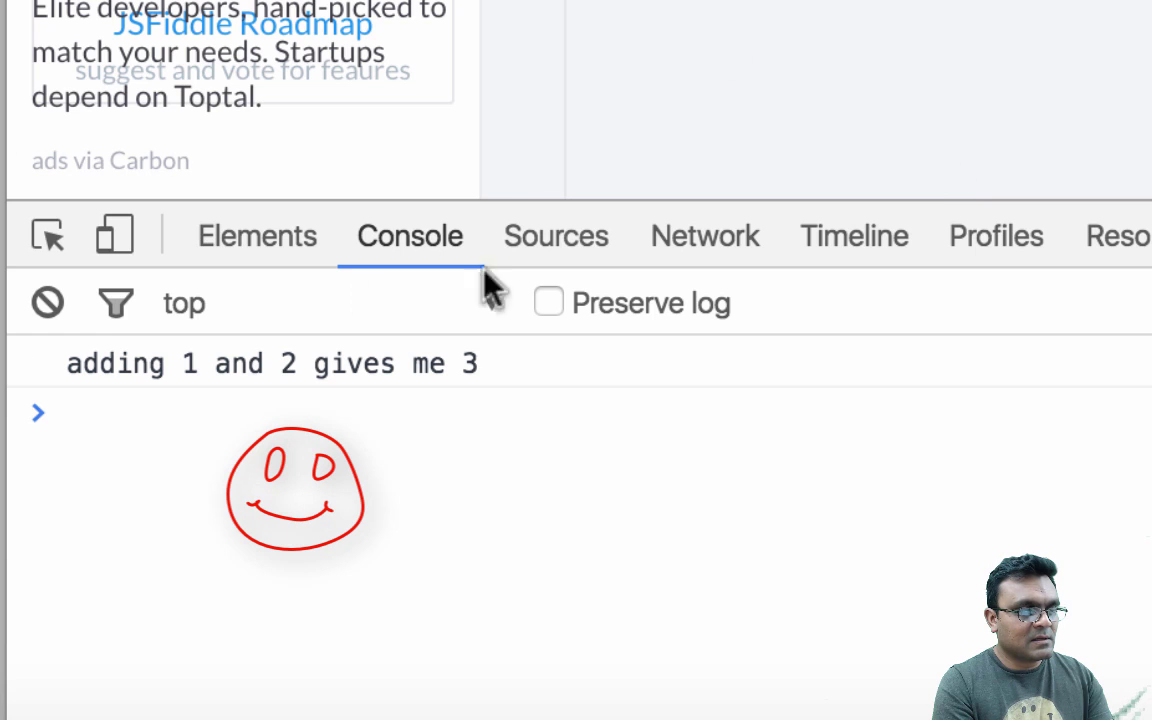 Elite developers, hand-picked to
JSFiddle Roadmap
match your needs. Startups
suggest and vote for feaures
depend on Toptal.
ads via Carbon
Elements Console Sources Network Timeline Profiles Reso
top Preserve log
adding 1 and 2 gives me 3